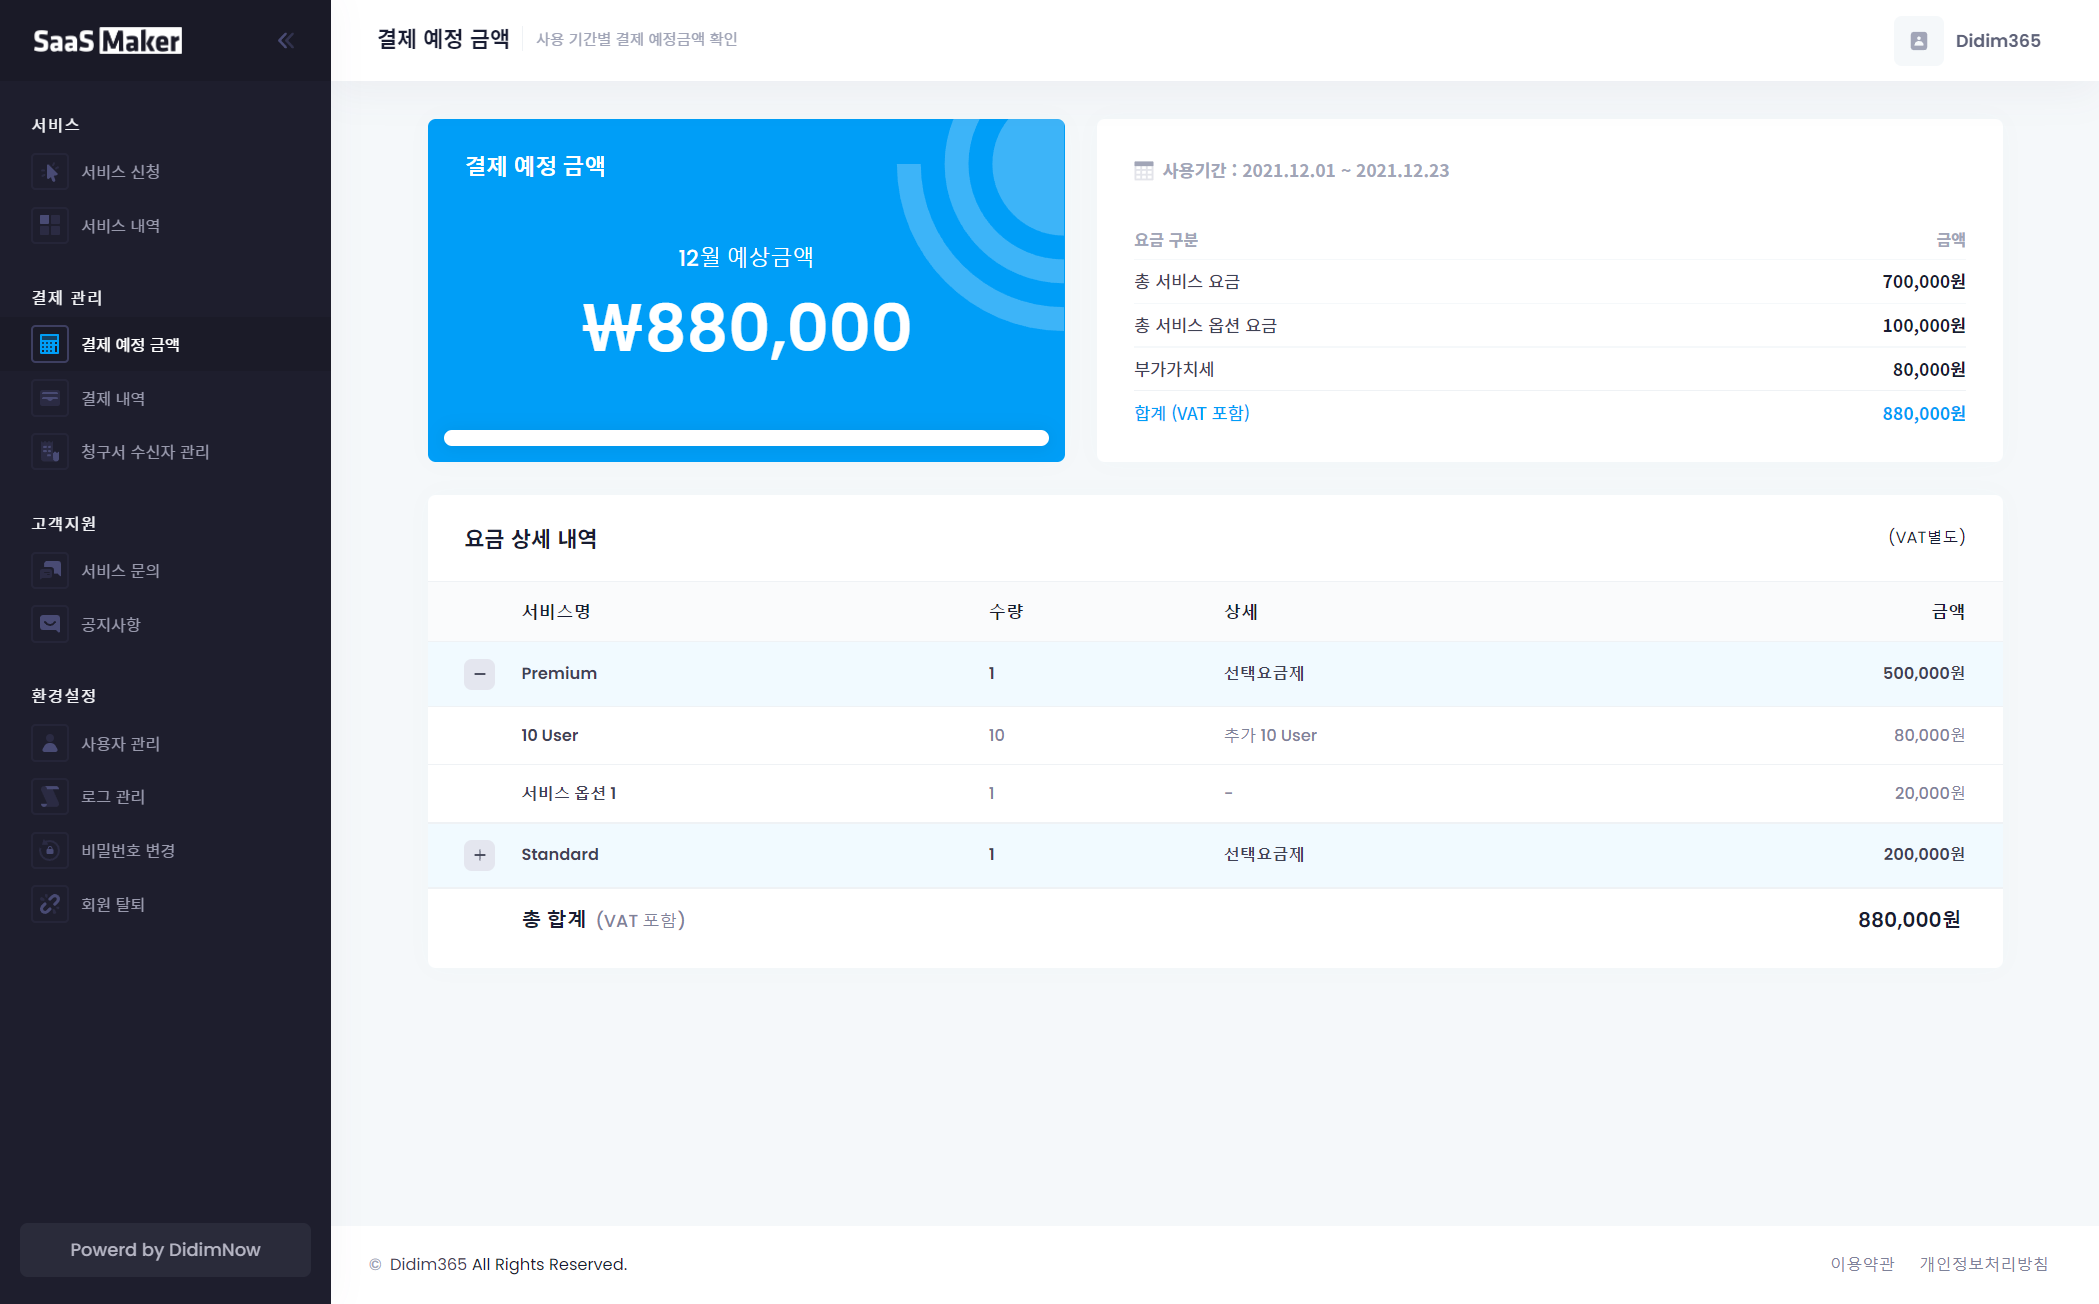 SaaS Maker
서비스
서비스 신청
서비스 내역
결제 관리
결제 예정 금액
결제 내역
청구서 수신자 관리
고객지원
서비스 문의
공지사항
환경설정
사용자 관리
로그 관리
비밀번호 변경
회원 탈퇴
Powerd by DidimNow
결제 예정 금액 사용 기간별 결제 예정금액 확인
Didim365
결제 예정 금액
12월 예상금액
₩880,000
사용기간 : 2021.12.01 ~ 2021.12.23
요금 구분 금액
총 서비스 요금 700,000원
총 서비스 옵션 요금 100,000원
부가가치세 80,000원
합계 (VAT 포함) 880,000원
요금 상세 내역 (VAT별도)
서비스명 수량 상세 금액
− Premium 1 선택요금제 500,000원
10 User 10 추가 10 User 80,000원
서비스 옵션 1 1 - 20,000원
+ Standard 1 선택요금제 200,000원
총 합계 (VAT 포함) 880,000원
© Didim365 All Rights Reserved.
이용약관 개인정보처리방침